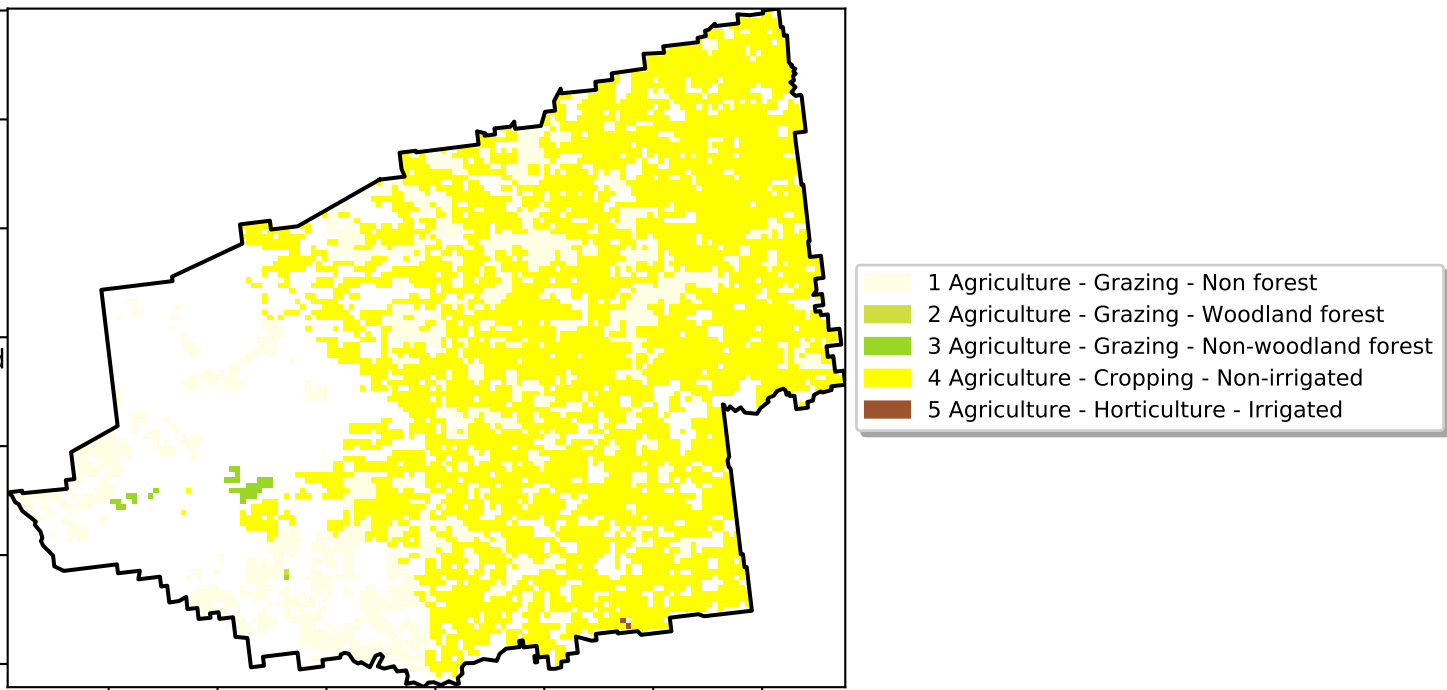 1 Agriculture - Grazing - Non forest
2 Agriculture - Grazing - Woodland forest
3 Agriculture - Grazing - Non-woodland forest
4 Agriculture - Cropping - Non-irrigated
5 Agriculture - Horticulture - Irrigated